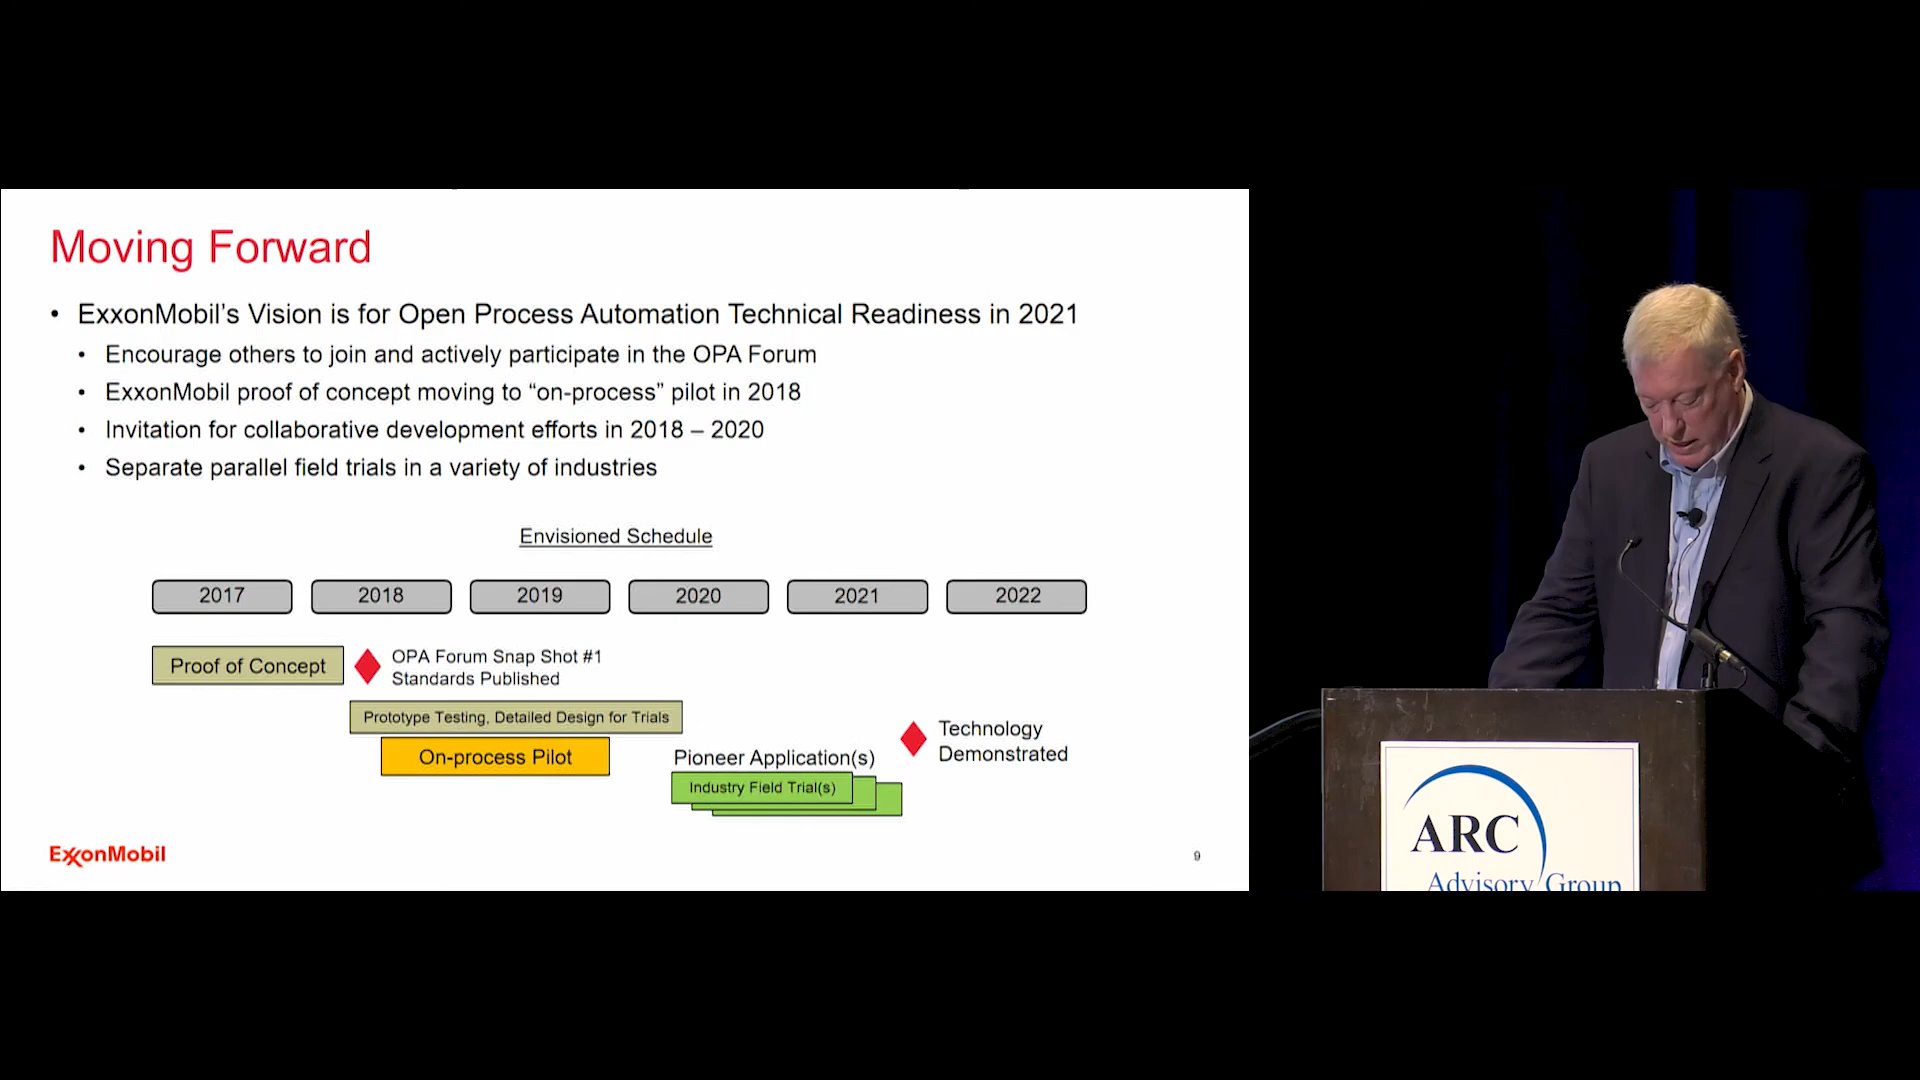 Moving Forward
• ExxonMobil’s Vision is for Open Process Automation Technical Readiness in 2021
• Encourage others to join and actively participate in the OPA Forum
• ExxonMobil proof of concept moving to “on-process” pilot in 2018
• Invitation for collaborative development efforts in 2018 – 2020
• Separate parallel field trials in a variety of industries
Envisioned Schedule
2017 2018 2019 2020 2021 2022
Proof of Concept
OPA Forum Snap Shot #1
Standards Published
Prototype Testing, Detailed Design for Trials
On-process Pilot
Pioneer Application(s)
Industry Field Trial(s)
Technology
Demonstrated
ExxonMobil
9
ARC
Advisory Group